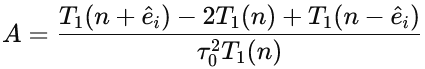 $A = \frac{T_1(n + \hat{e}_i) - 2T_1(n) + T_1(n - \hat{e}_i)}{\tau_0^2 T_1(n)}$